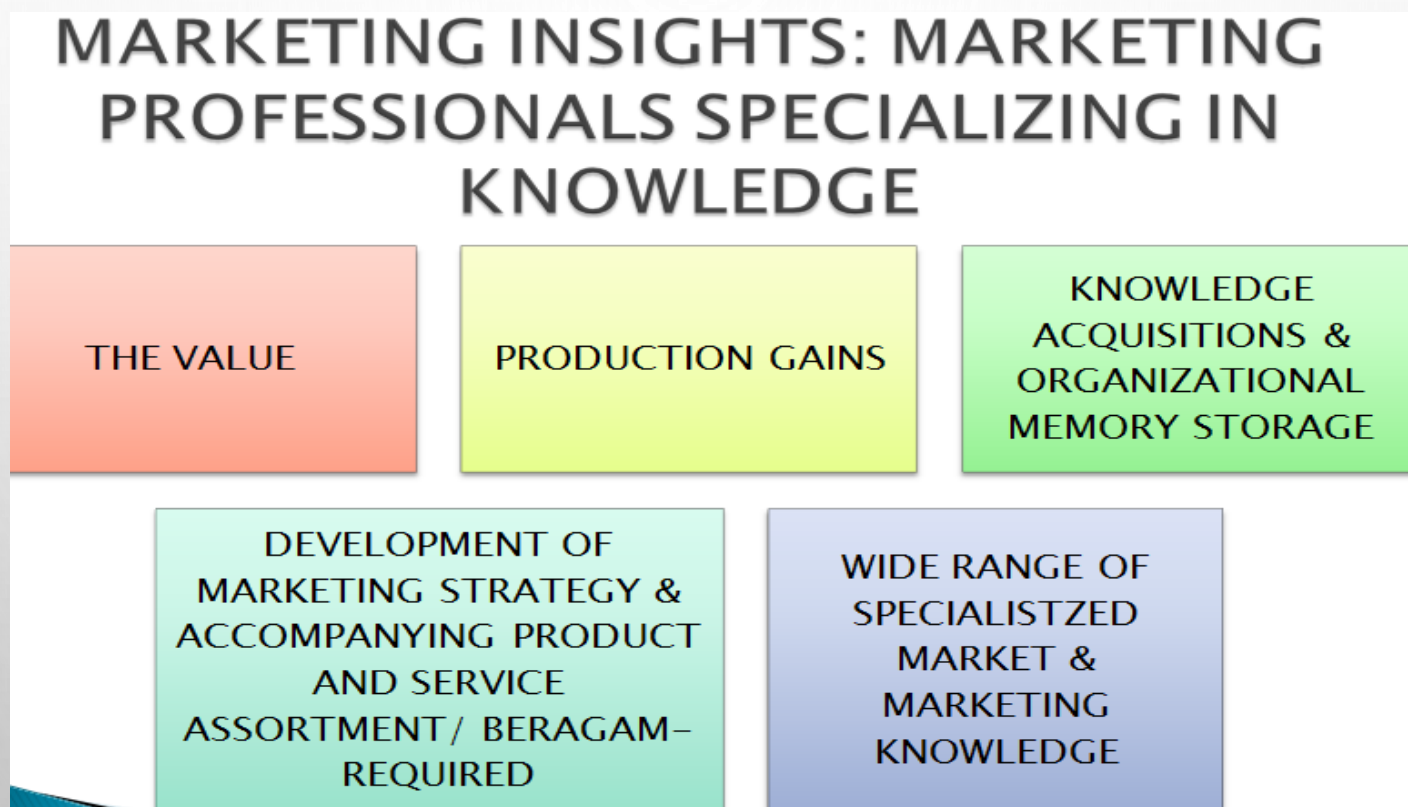 MARKETING INSIGHTS: MARKETING
PROFESSIONALS SPECIALIZING IN
KNOWLEDGE
THE VALUE
PRODUCTION GAINS
KNOWLEDGE
ACQUISITIONS &
ORGANIZATIONAL
MEMORY STORAGE
DEVELOPMENT OF
MARKETING STRATEGY &
ACCOMPANYING PRODUCT
AND SERVICE
ASSORTMENT/ BERAGAM-
REQUIRED
WIDE RANGE OF
SPECIALISTZED
MARKET &
MARKETING
KNOWLEDGE